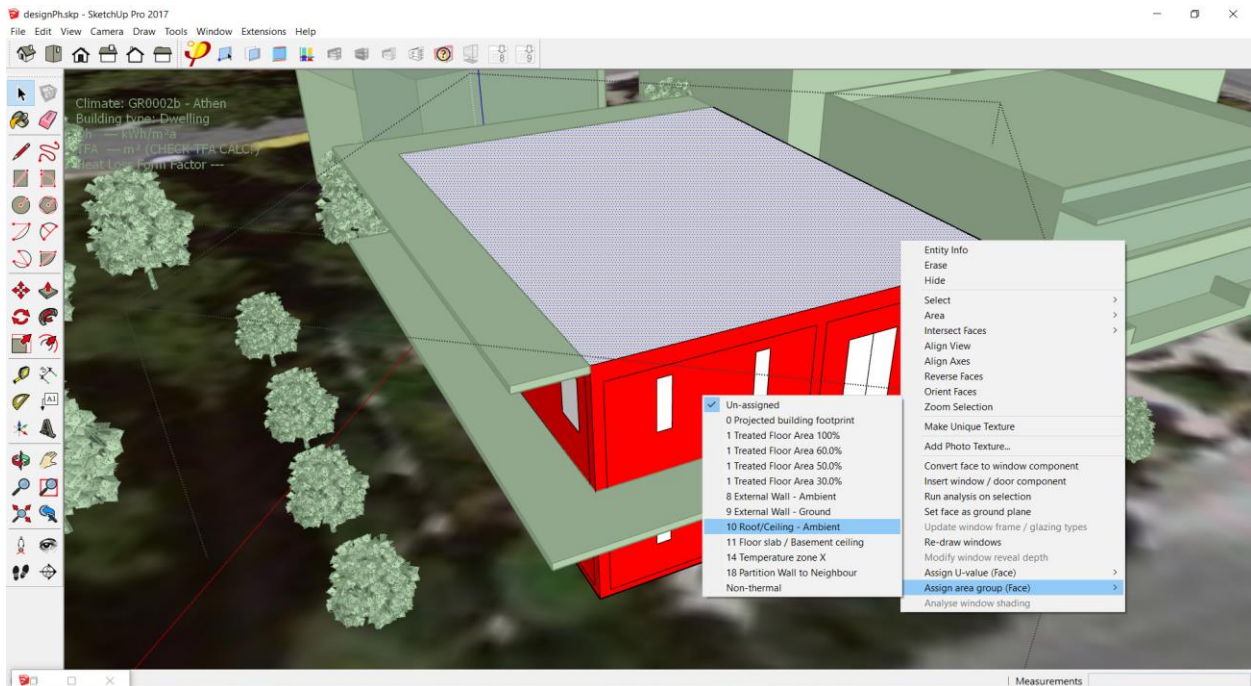 designPh.skp - SketchUp Pro 2017
File Edit View Camera Draw Tools Window Extensions Help
8
9
Climate: GR0002b - Athen
Building type: Dwelling
--- kWh/m²a
TFA --- m² (CHECK TFA CALC!)
Heat Loss Form Factor ---
A1
Entity Info
Erase
Hide
Select
Area
Intersect Faces
Align View
Align Axes
Reverse Faces
Orient Faces
Zoom Selection
Make Unique Texture
Add Photo Texture...
Convert face to window component
Insert window / door component
Run analysis on selection
Set face as ground plane
Update window frame / glazing types
Re-draw windows
Modify window reveal depth
Assign U-value (Face)
Assign area group (Face)
Analyse window shading
Un-assigned
0 Projected building footprint
1 Treated Floor Area 100%
1 Treated Floor Area 60.0%
1 Treated Floor Area 50.0%
1 Treated Floor Area 30.0%
8 External Wall - Ambient
9 External Wall - Ground
10 Roof/Ceiling - Ambient
11 Floor slab / Basement ceiling
14 Temperature zone X
18 Partition Wall to Neighbour
Non-thermal
Measurements